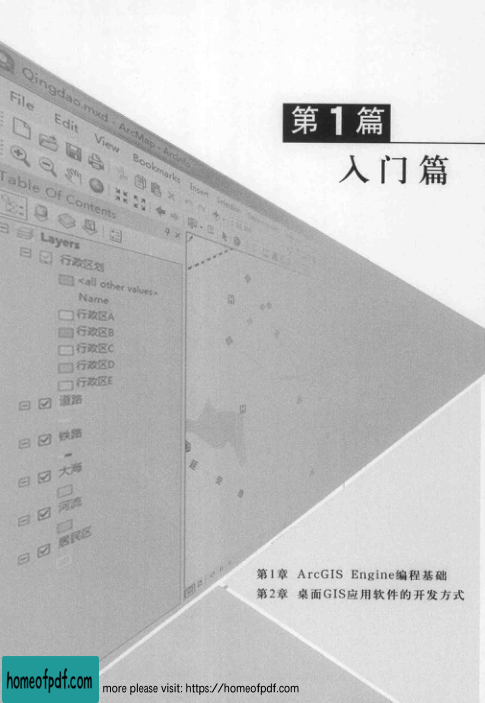 第1篇
入门篇
Qingdao.mxd - ArcMap - ArcInfo
File Edit View Bookmarks Insert Selection
Table Of Contents
Layers
行政区划
<all other values>
Name
行政区A
行政区B
行政区C
行政区D
行政区E
道路
铁路
大海
河流
居民区
第1章 ArcGIS Engine编程基础
第2章 桌面GIS应用软件的开发方式
homeofpdf.com
more please visit: https://homeofpdf.com